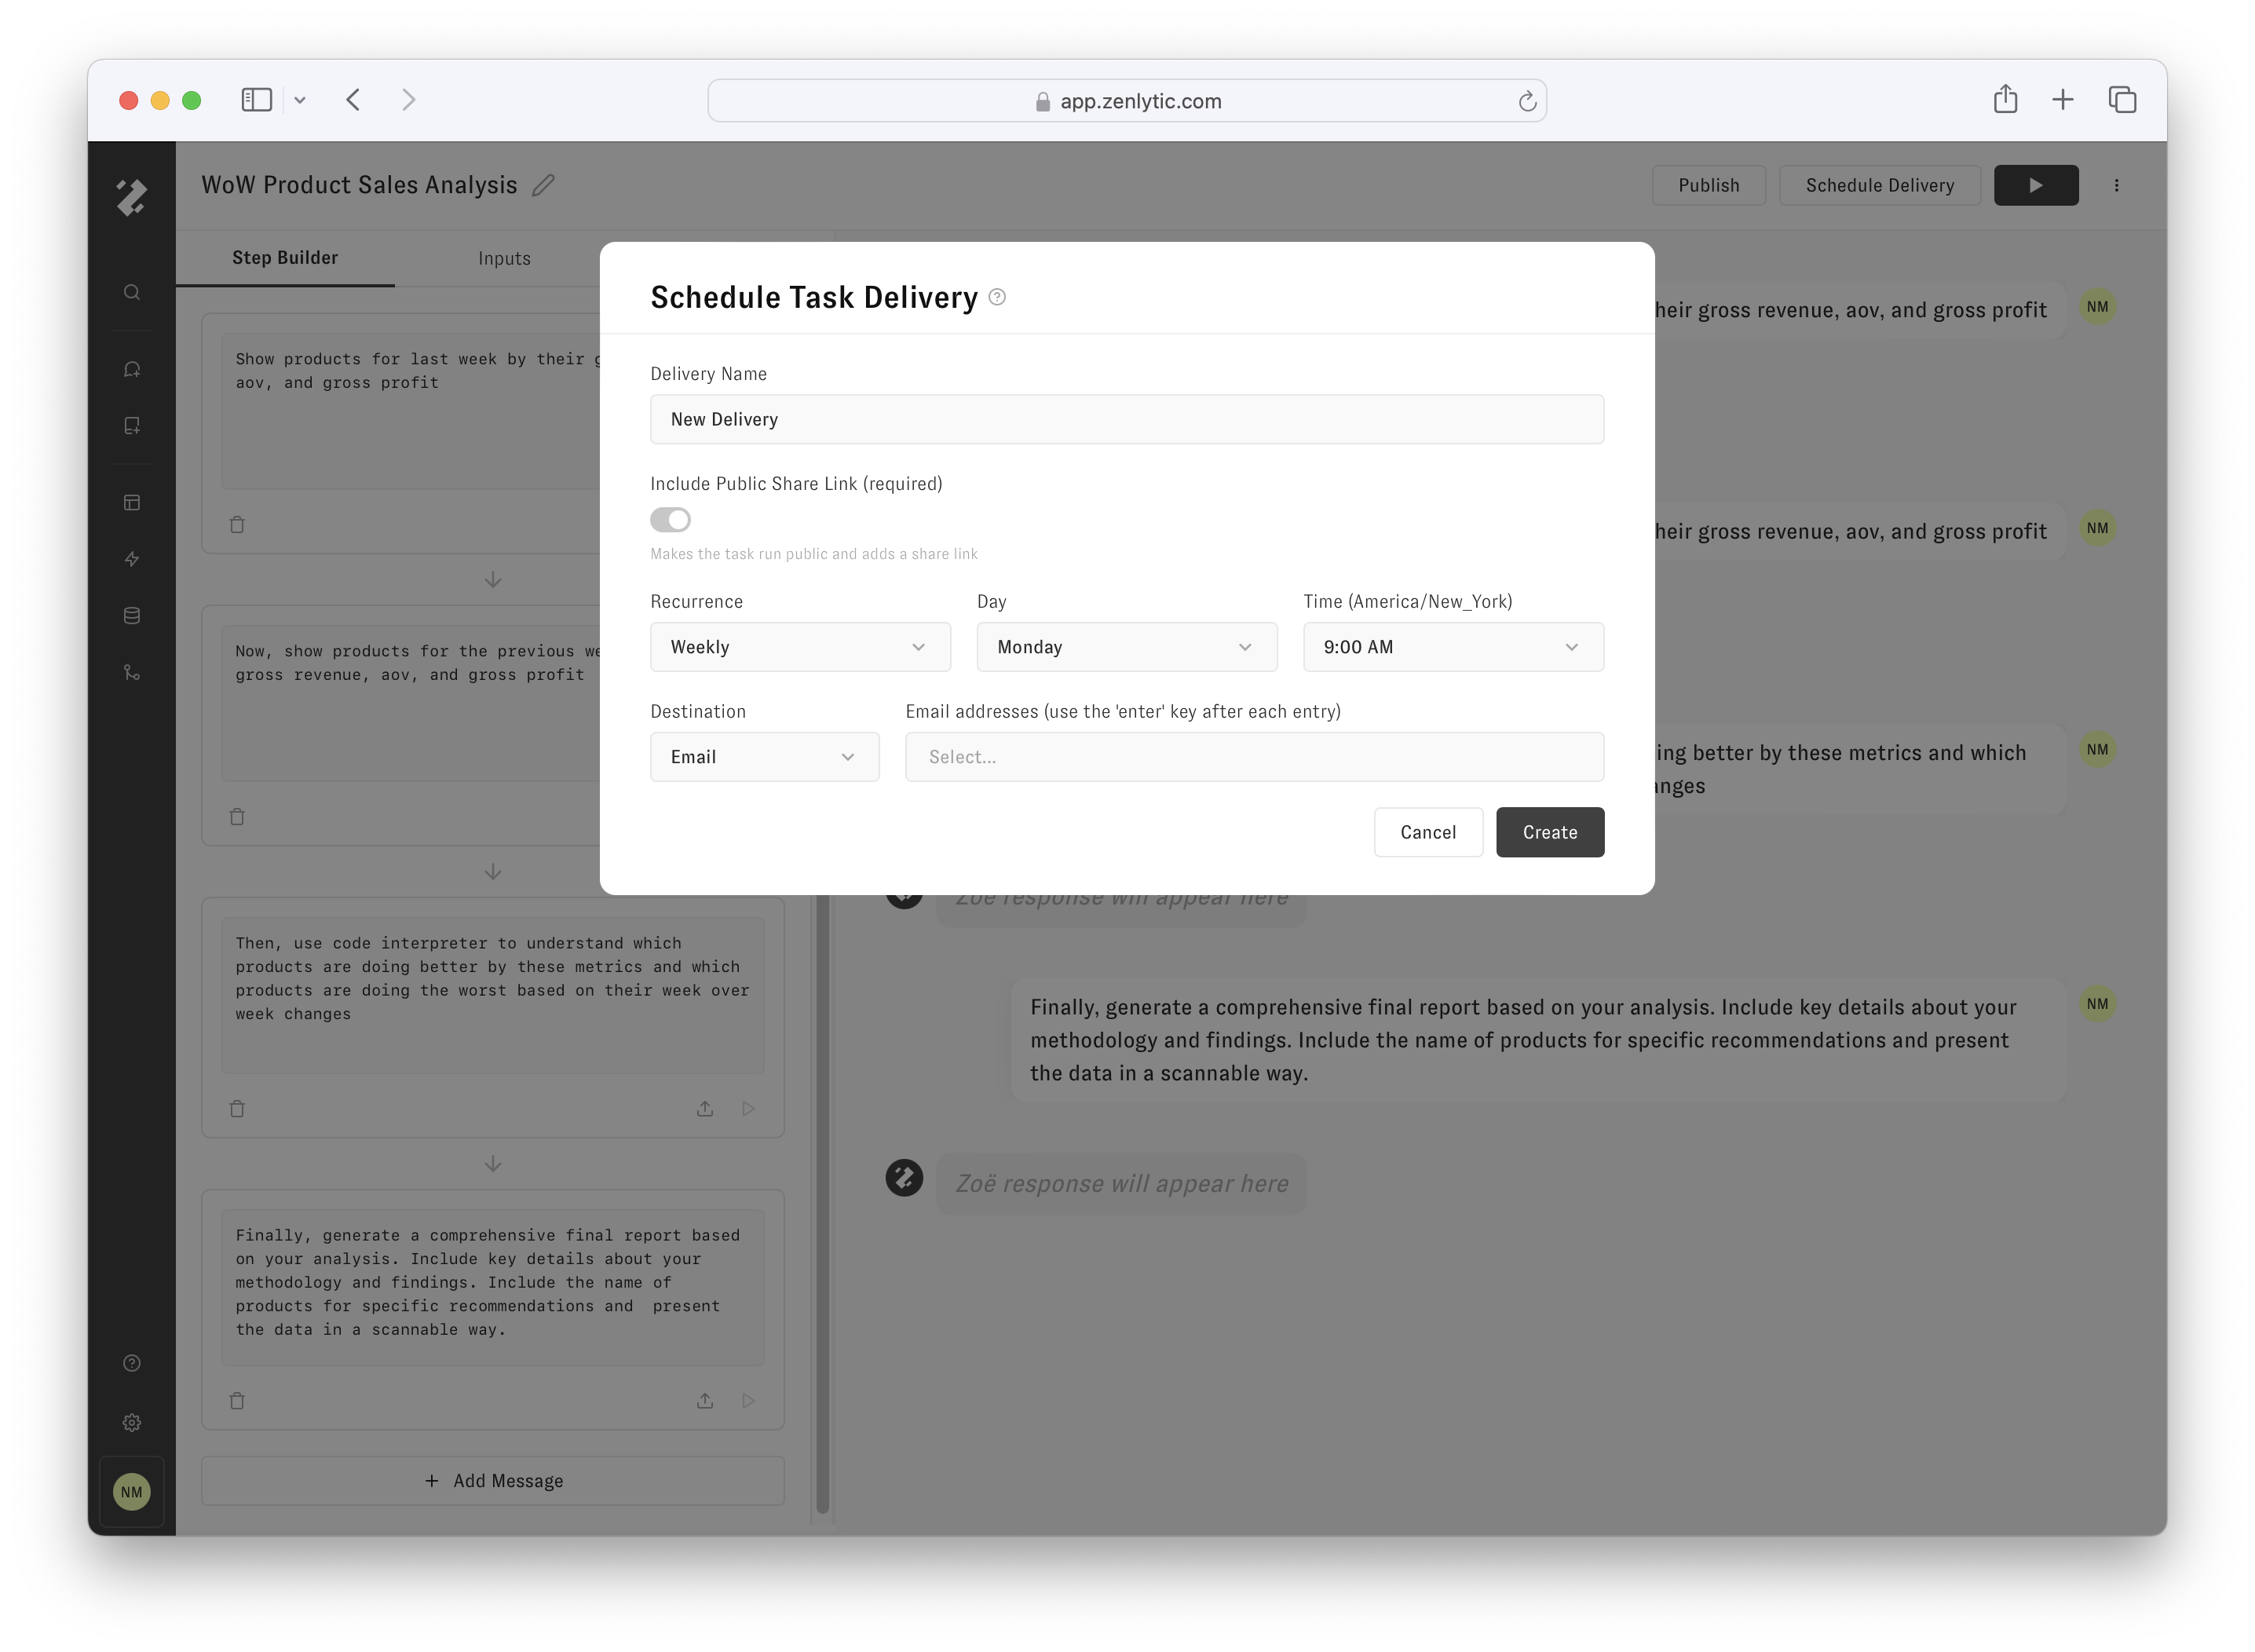 app.zenlytic.com
WoW Product Sales Analysis
Publish
Schedule Delivery
Step Builder
Inputs
Show products for last week by their
aov, and gross profit
Now, show products for the previous
gross revenue, aov, and gross profit
Then, use code interpreter to understand which
products are doing better by these metrics and which
products are doing the worst based on their week over
week changes
Finally, generate a comprehensive final report based
on your analysis. Include key details about your
methodology and findings. Include the name of
products for specific recommendations and  present
the data in a scannable way.
+ Add Message
NM
Schedule Task Delivery
Delivery Name
New Delivery
Include Public Share Link (required)
Makes the task run public and adds a share link
Recurrence
Day
Time (America/New_York)
Weekly
Monday
9:00 AM
Destination
Email addresses (use the 'enter' key after each entry)
Email
Select...
Cancel
Create
gross revenue, aov, and gross profit
NM
gross revenue, aov, and gross profit
NM
better by these metrics and which
NM
Zoë response will appear here
Finally, generate a comprehensive final report based on your analysis. Include key details about your
methodology and findings. Include the name of products for specific recommendations and present
the data in a scannable way.
NM
Zoë response will appear here